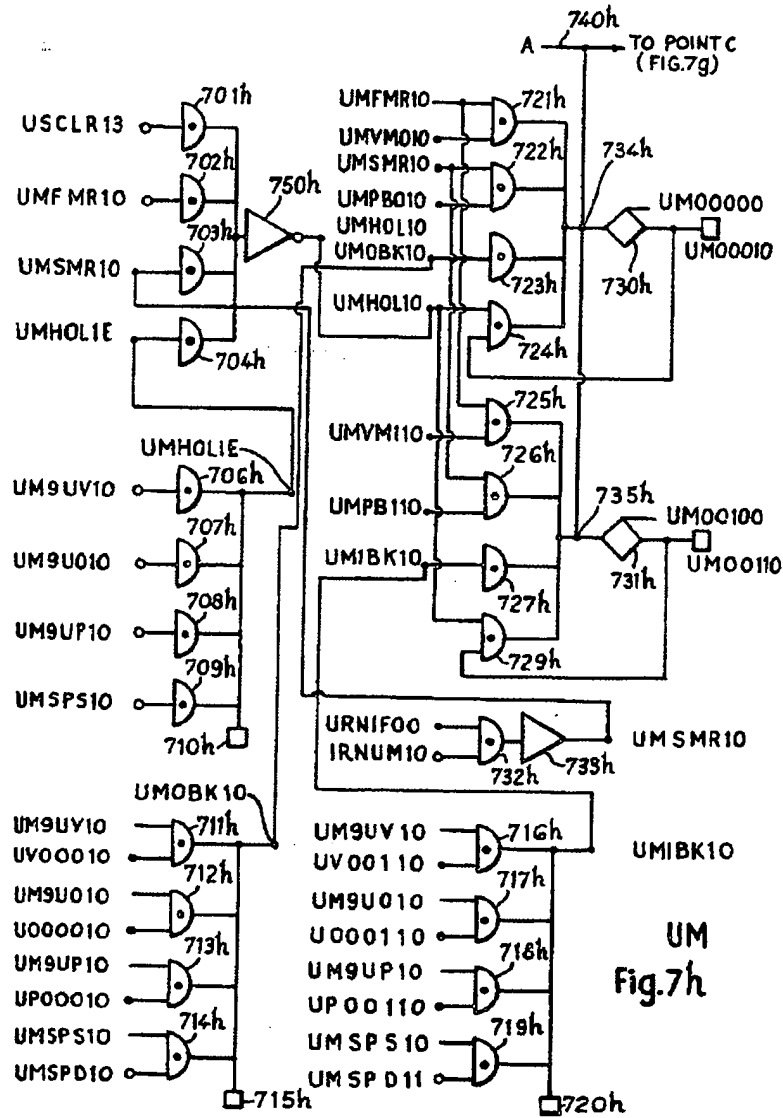 740h
A
TO POINT C
(FIG.7g)
701h
USCLR13
702h
UMFMR10
703h
UMSMR10
UMHOL1E
704h
750h
UMFMR10
721h
UMVM010
UMSMR10
722h
734h
UMPB010
UMHOL10
UM0BK10
723h
UM00000
UM00010
730h
UMHOL10
724h
725h
UMVM110
726h
735h
UMPB110
UM00100
UM00110
731h
UM1BK10
727h
729h
UMHOL1E
706h
UM9UV10
707h
UM9U010
708h
UM9UP10
709h
UMSPS10
710h
URNIF00
IRNUM10
732h
733h
UMSMR10
UM0BK10
UM9UV10
711h
UV00010
UM9U010
712h
U000010
UM9UP10
713h
UP00010
UMSPS10
714h
UMSPD10
715h
UM9UV10
716h
UV00110
UM1BK10
UM9U010
717h
U000110
UM9UP10
718h
UP00110
UMSPS10
719h
UMSPD11
720h
UM
Fig.7h